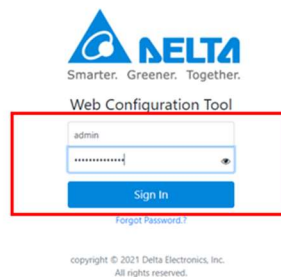 DELTA
Smarter. Greener. Together.
Web Configuration Tool
admin
••••••••••••••
Sign In
Forgot Password.?
copyright © 2021 Delta Electronics, Inc.
All rights reserved.